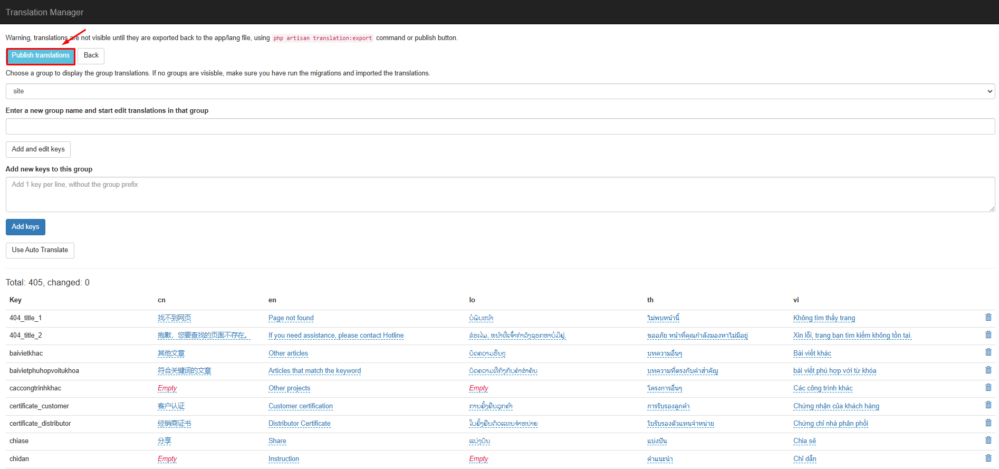 Translation Manager
Warning, translations are not visible until they are exported back to the app/lang file, using php artisan translation:export command or publish button.
Publish translations Back
Choose a group to display the group translations. If no groups are visisble, make sure you have run the migrations and imported the translations.
site
Enter a new group name and start edit translations in that group
Add and edit keys
Add new keys to this group
Add 1 key per line, without the group prefix
Add keys
Use Auto Translate
Total: 405, changed: 0
Key cn en lo th vi
404_title_1 找不到网页 Page not found ບໍ່ພົບໜ້າ ไม่พบหน้านี้ Không tìm thấy trang
404_title_2 抱歉，您要查找的页面不存在。 If you need assistance, please contact Hotline ຂໍອະໄພ, ຫນ້າທີ່ເຈົ້າກໍາລັງຊອກຫາບໍ່ມີຢູ່. ขออภัย หน้าที่คุณกำลังมองหาไม่มีอยู่ Xin lỗi, trang bạn tìm kiếm không tồn tại.
baivietkhac 其他文章 Other articles ບົດຄວາມອື່ນໆ บทความอื่นๆ Bài viết khác
baivietphuhopvoitukhoa 符合关键词的文章 Articles that match the keyword ບົດຄວາມທີ່ກົງກັບຄໍາສໍາຄັນ บทความที่ตรงกับคำสำคัญ bài viết phù hợp với từ khóa
caccongtrinhkhac Empty Other projects Empty โครงการอื่นๆ Các công trình khác
certificate_customer 客户认证 Customer certification ການຢັ້ງຢືນລູກຄ້າ การรับรองลูกค้า Chứng nhận của khách hàng
certificate_distributor 经销商证书 Distributor Certificate ໃບຢັ້ງຢືນຕົວແທນຈໍາຫນ່າຍ ใบรับรองตัวแทนจำหน่าย Chứng chỉ nhà phân phối
chiase 分享 Share ແບ່ງປັນ แบ่งปัน Chia sẻ
chidan Empty Instruction Empty คำแนะนำ Chỉ dẫn